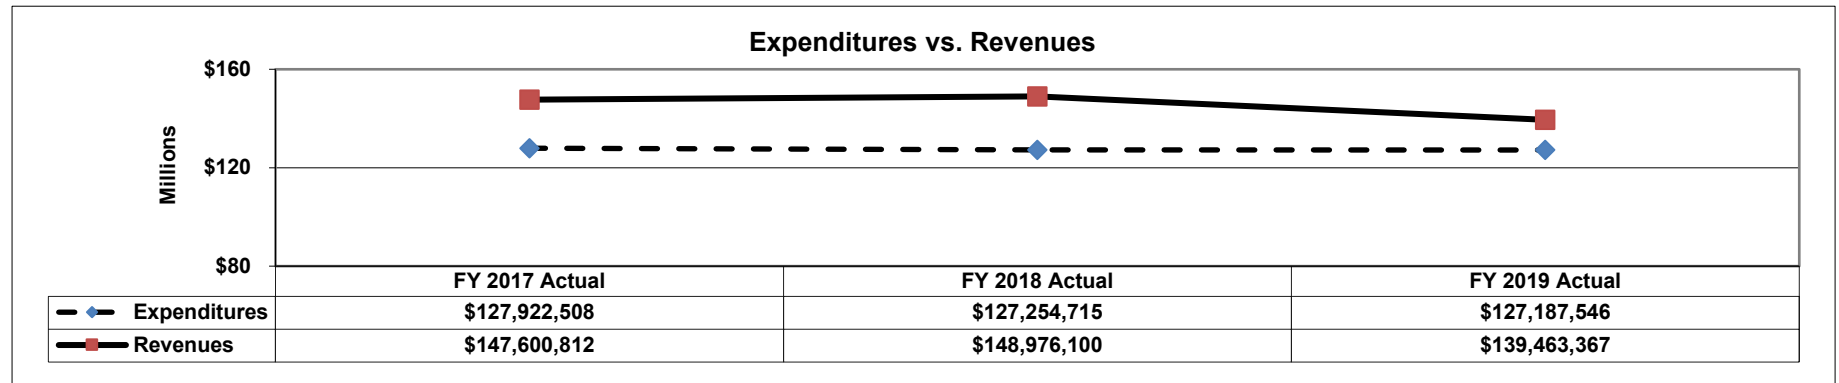 Expenditures vs. Revenues
$160
$120
$80
Millions
FY 2017 Actual FY 2018 Actual FY 2019 Actual
Expenditures $127,922,508 $127,254,715 $127,187,546
Revenues $147,600,812 $148,976,100 $139,463,367